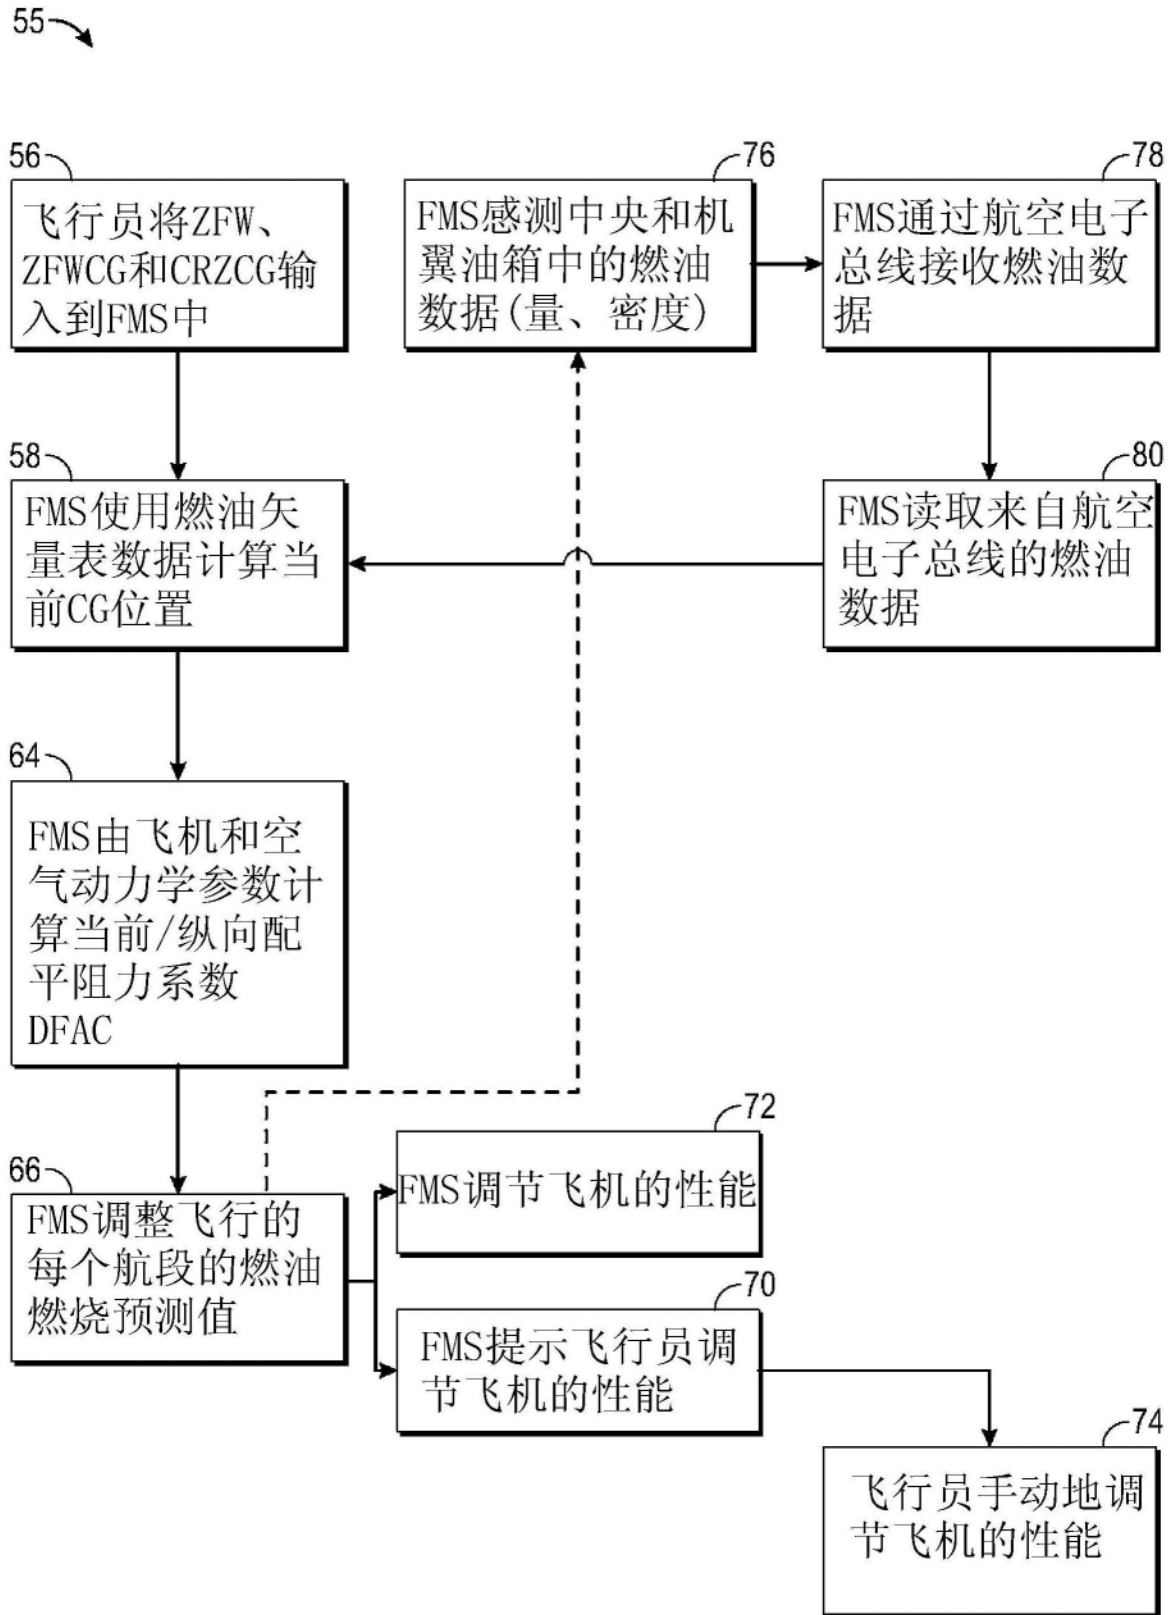 55
56
飞行员将ZFW、
ZFWCG和CRZCG输
入到FMS中
76
FMS感测中央和机
翼油箱中的燃油
数据(量、密度)
78
FMS通过航空电子
总线接收燃油数
据
58
FMS使用燃油矢
量表数据计算当
前CG位置
80
FMS读取来自航空
电子总线的燃油
数据
64
FMS由飞机和空
气动力学参数计
算当前/纵向配
平阻力系数
DFAC
66
FMS调整飞行的
每个航段的燃油
燃烧预测值
72
FMS调节飞机的性能
70
FMS提示飞行员调
节飞机的性能
74
飞行员手动地调
节飞机的性能